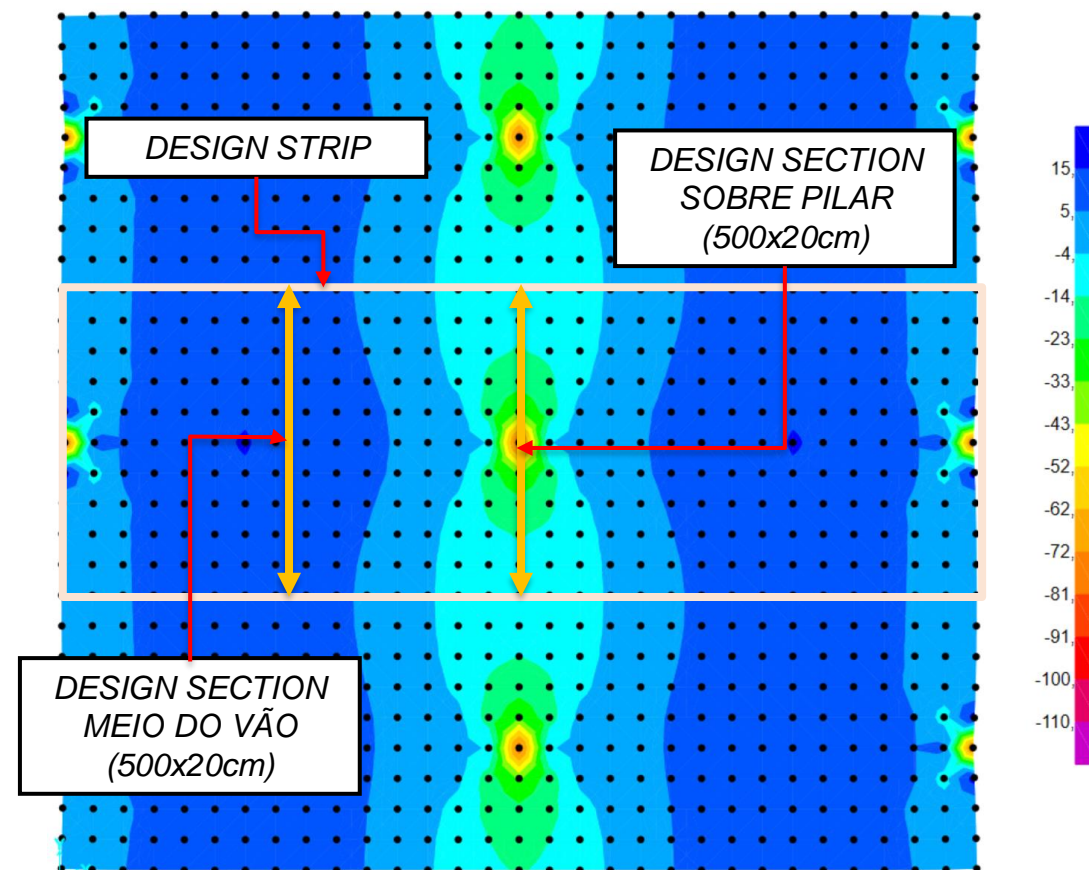 DESIGN STRIP
DESIGN SECTION
SOBRE PILAR
(500x20cm)
DESIGN SECTION
MEIO DO VÃO
(500x20cm)
15,
5,
-4,
-14,
-23,
-33,
-43,
-52,
-62,
-72,
-81,
-91,
-100,
-110,